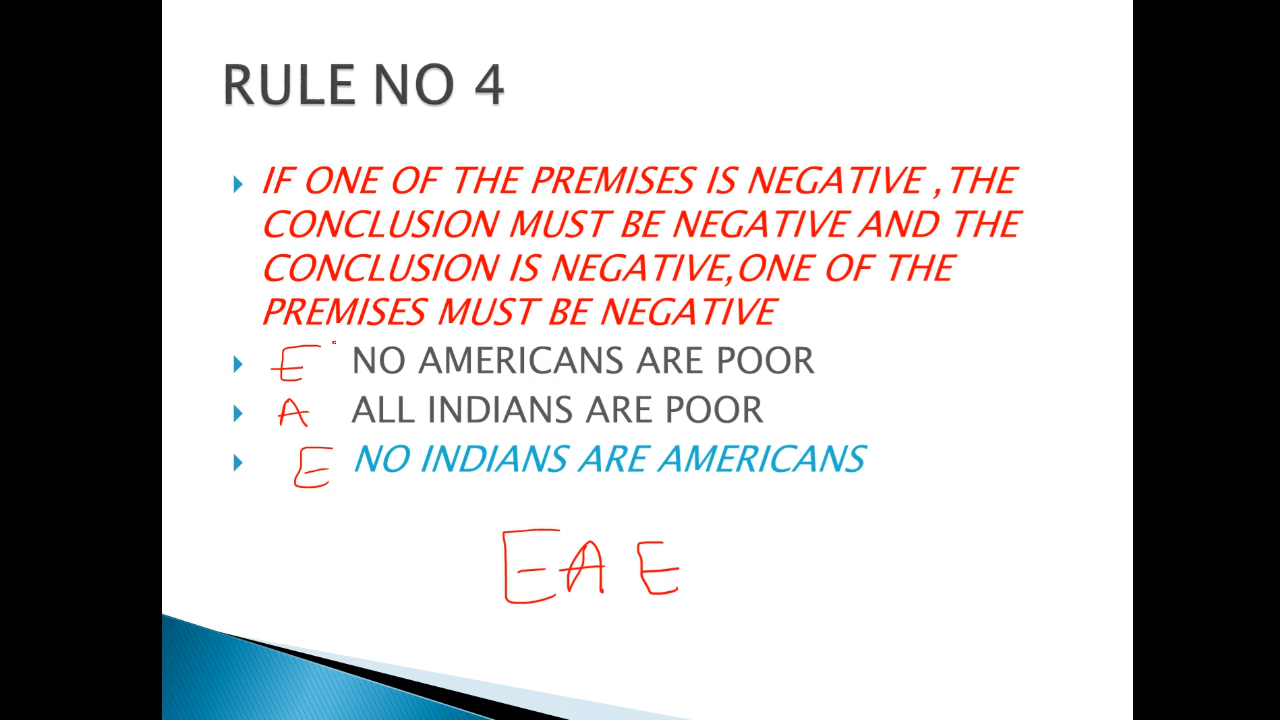 RULE NO 4
IF ONE OF THE PREMISES IS NEGATIVE ,THE
CONCLUSION MUST BE NEGATIVE AND THE
CONCLUSION IS NEGATIVE,ONE OF THE
PREMISES MUST BE NEGATIVE
E NO AMERICANS ARE POOR
A ALL INDIANS ARE POOR
E NO INDIANS ARE AMERICANS
EAE